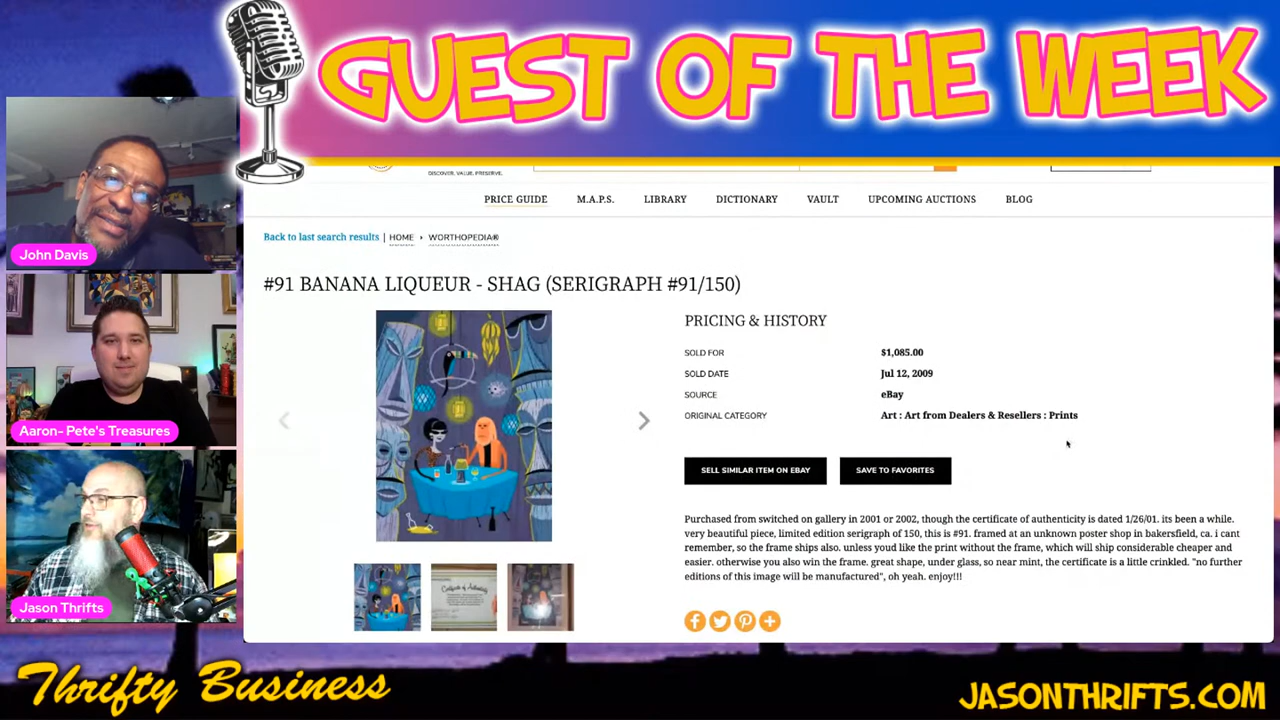 GUEST OF THE WEEK
DISCOVER. VALUE. PRESERVE.
PRICE GUIDE M.A.P.S. LIBRARY DICTIONARY VAULT UPCOMING AUCTIONS BLOG
Back to last search results | HOME › WORTHOPEDIA®
#91 BANANA LIQUEUR - SHAG (SERIGRAPH #91/150)
PRICING & HISTORY
SOLD FOR $1,085.00
SOLD DATE Jul 12, 2009
SOURCE eBay
ORIGINAL CATEGORY Art : Art from Dealers & Resellers : Prints
SELL SIMILAR ITEM ON EBAY SAVE TO FAVORITES
Purchased from switched on gallery in 2001 or 2002, though the certificate of authenticity is dated 1/26/01. its been a while.
very beautiful piece, limited edition serigraph of 150, this is #91. framed at an unknown poster shop in bakersfield, ca. i cant
remember, so the frame ships also. unless youd like the print without the frame, which will ship considerable cheaper and
easier. otherwise you also win the frame. great shape, under glass, so near mint, the certificate is a little crinkled. "no further
editions of this image will be manufactured", oh yeah. enjoy!!!
Certificate of Authenticity
John Davis
Aaron- Pete's Treasures
Jason Thrifts
Thrifty Business
JASONTHRIFTS.COM